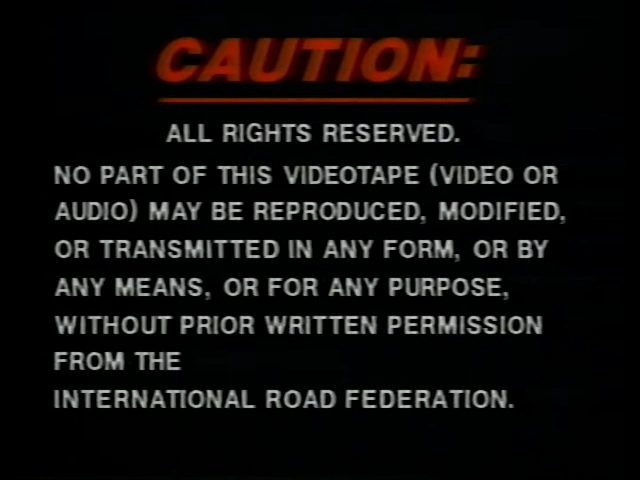 CAUTION:
ALL RIGHTS RESERVED.
NO PART OF THIS VIDEOTAPE (VIDEO OR
AUDIO) MAY BE REPRODUCED, MODIFIED,
OR TRANSMITTED IN ANY FORM, OR BY
ANY MEANS, OR FOR ANY PURPOSE,
WITHOUT PRIOR WRITTEN PERMISSION
FROM THE
INTERNATIONAL ROAD FEDERATION.